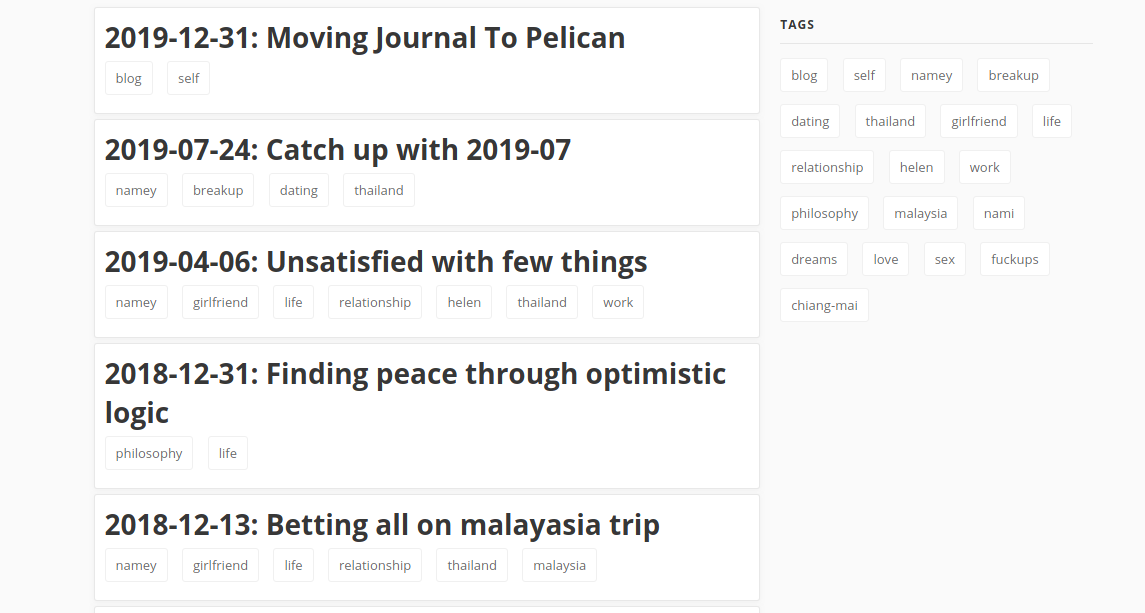 2019-12-31: Moving Journal To Pelican
blog self
2019-07-24: Catch up with 2019-07
namey breakup dating thailand
2019-04-06: Unsatisfied with few things
namey girlfriend life relationship helen thailand work
2018-12-31: Finding peace through optimistic
logic
philosophy life
2018-12-13: Betting all on malayasia trip
namey girlfriend life relationship thailand malaysia
TAGS
blog self namey breakup
dating thailand girlfriend life
relationship helen work
philosophy malaysia nami
dreams love sex fuckups
chiang-mai